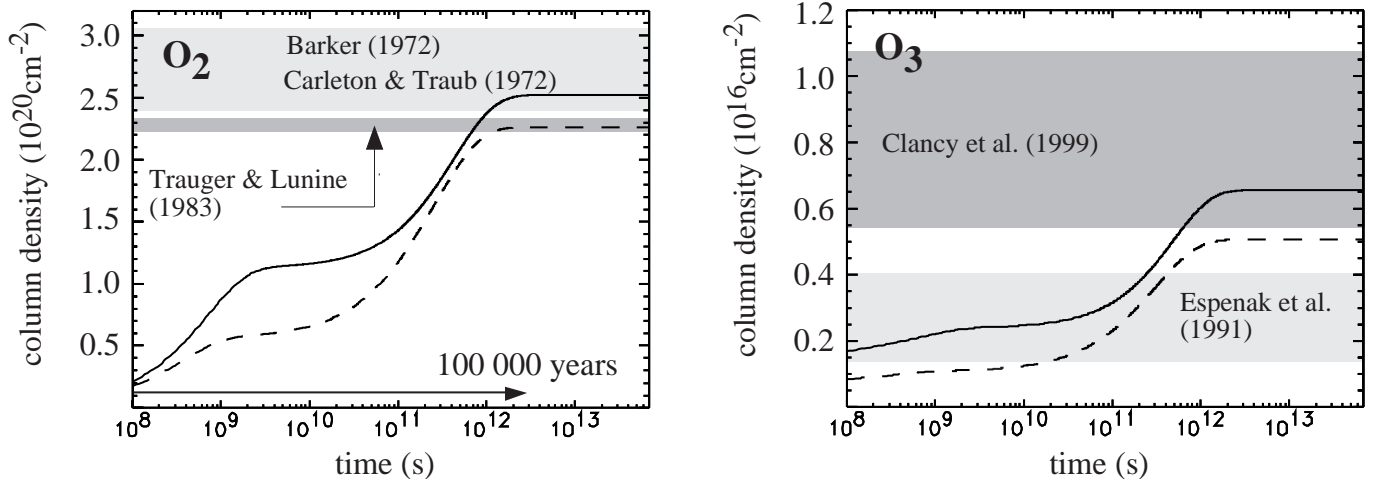 O2
Barker (1972)
Carleton & Traub (1972)
Trauger & Lunine
(1983)
100 000 years
column density (10^20cm^-2)
3.0
2.5
2.0
1.5
1.0
0.5
10^8 10^9 10^10 10^11 10^12 10^13
time (s)
O3
Clancy et al. (1999)
Espenak et al.
(1991)
column density (10^16cm^-2)
1.2
1.0
0.8
0.6
0.4
0.2
10^8 10^9 10^10 10^11 10^12 10^13
time (s)